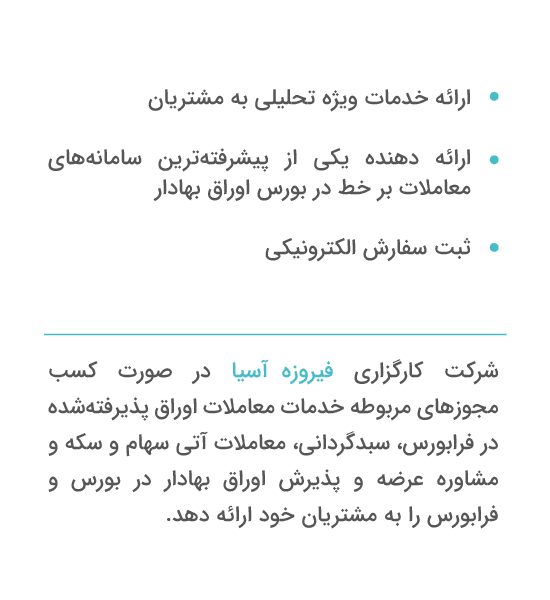 ارائه خدمات ویژه تحلیلی به مشتریان
ارائه دهنده یکی از پیشرفته‌ترین سامانه‌های
معاملات بر خط در بورس اوراق بهادار
ثبت سفارش الکترونیکی
شرکت کارگزاری فیروزه آسیا در صورت کسب
مجوزهای مربوطه خدمات معاملات اوراق پذیرفته‌شده
در فرابورس، سبدگردانی، معاملات آتی سهام و سکه و
مشاوره عرضه و پذیرش اوراق بهادار در بورس و
فرابورس را به مشتریان خود ارائه دهد.